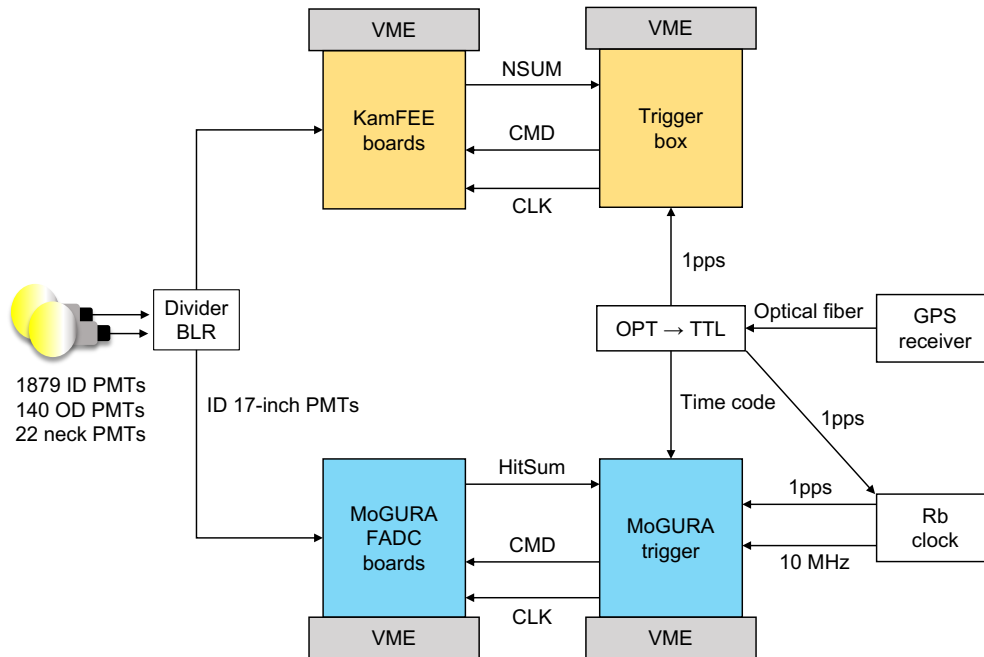 VME
VME
KamFEE
boards
NSUM
CMD
CLK
Trigger
box
1pps
Divider
BLR
OPT → TTL
Optical fiber
GPS
receiver
1879 ID PMTs
140 OD PMTs
22 neck PMTs
ID 17-inch PMTs
Time code
1pps
MoGURA
FADC
boards
HitSum
CMD
CLK
MoGURA
trigger
1pps
10 MHz
Rb
clock
VME
VME